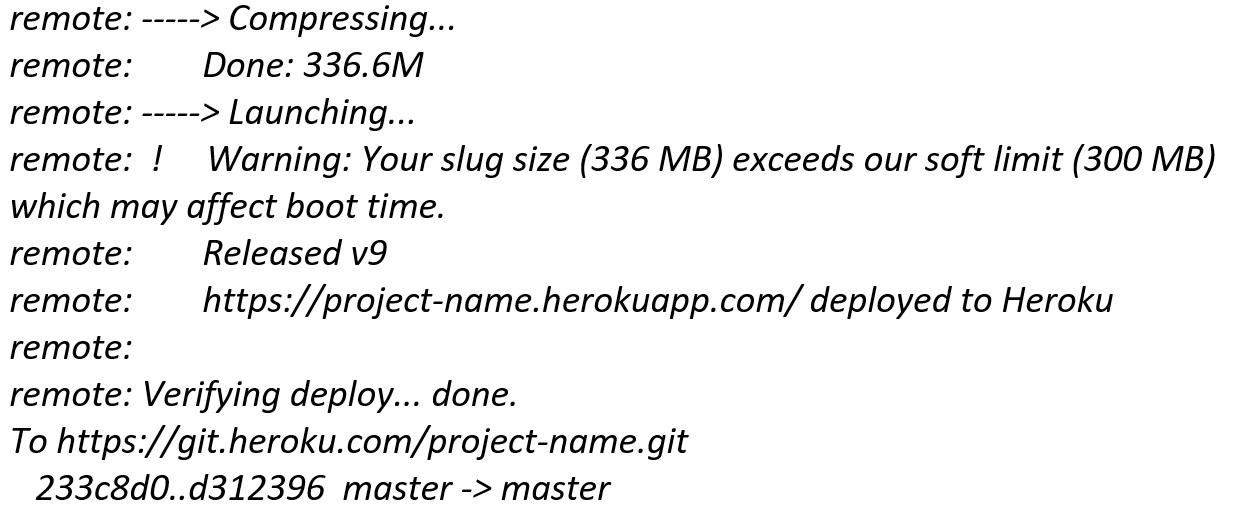 remote: -----> Compressing...
remote:        Done: 336.6M
remote: -----> Launching...
remote:  !     Warning: Your slug size (336 MB) exceeds our soft limit (300 MB)
which may affect boot time.
remote:        Released v9
remote:        https://project-name.herokuapp.com/ deployed to Heroku
remote:
remote: Verifying deploy... done.
To https://git.heroku.com/project-name.git
   233c8d0..d312396  master -> master